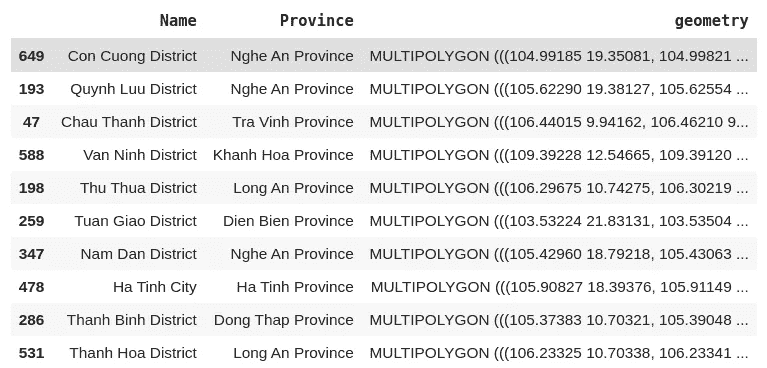 Name Province geometry
649 Con Cuong District Nghe An Province MULTIPOLYGON (((104.99185 19.35081, 104.99821 ...
193 Quynh Luu District Nghe An Province MULTIPOLYGON (((105.62290 19.38127, 105.62554 ...
47 Chau Thanh District Tra Vinh Province MULTIPOLYGON (((106.44015 9.94162, 106.46210 9...
588 Van Ninh District Khanh Hoa Province MULTIPOLYGON (((109.39228 12.54665, 109.39120 ...
198 Thu Thua District Long An Province MULTIPOLYGON (((106.29675 10.74275, 106.30219 ...
259 Tuan Giao District Dien Bien Province MULTIPOLYGON (((103.53224 21.83131, 103.53504 ...
347 Nam Dan District Nghe An Province MULTIPOLYGON (((105.42960 18.79218, 105.43063 ...
478 Ha Tinh City Ha Tinh Province MULTIPOLYGON (((105.90827 18.39376, 105.91149 ...
286 Thanh Binh District Dong Thap Province MULTIPOLYGON (((105.37383 10.70321, 105.39048 ...
531 Thanh Hoa District Long An Province MULTIPOLYGON (((106.23325 10.70338, 106.23341 ...